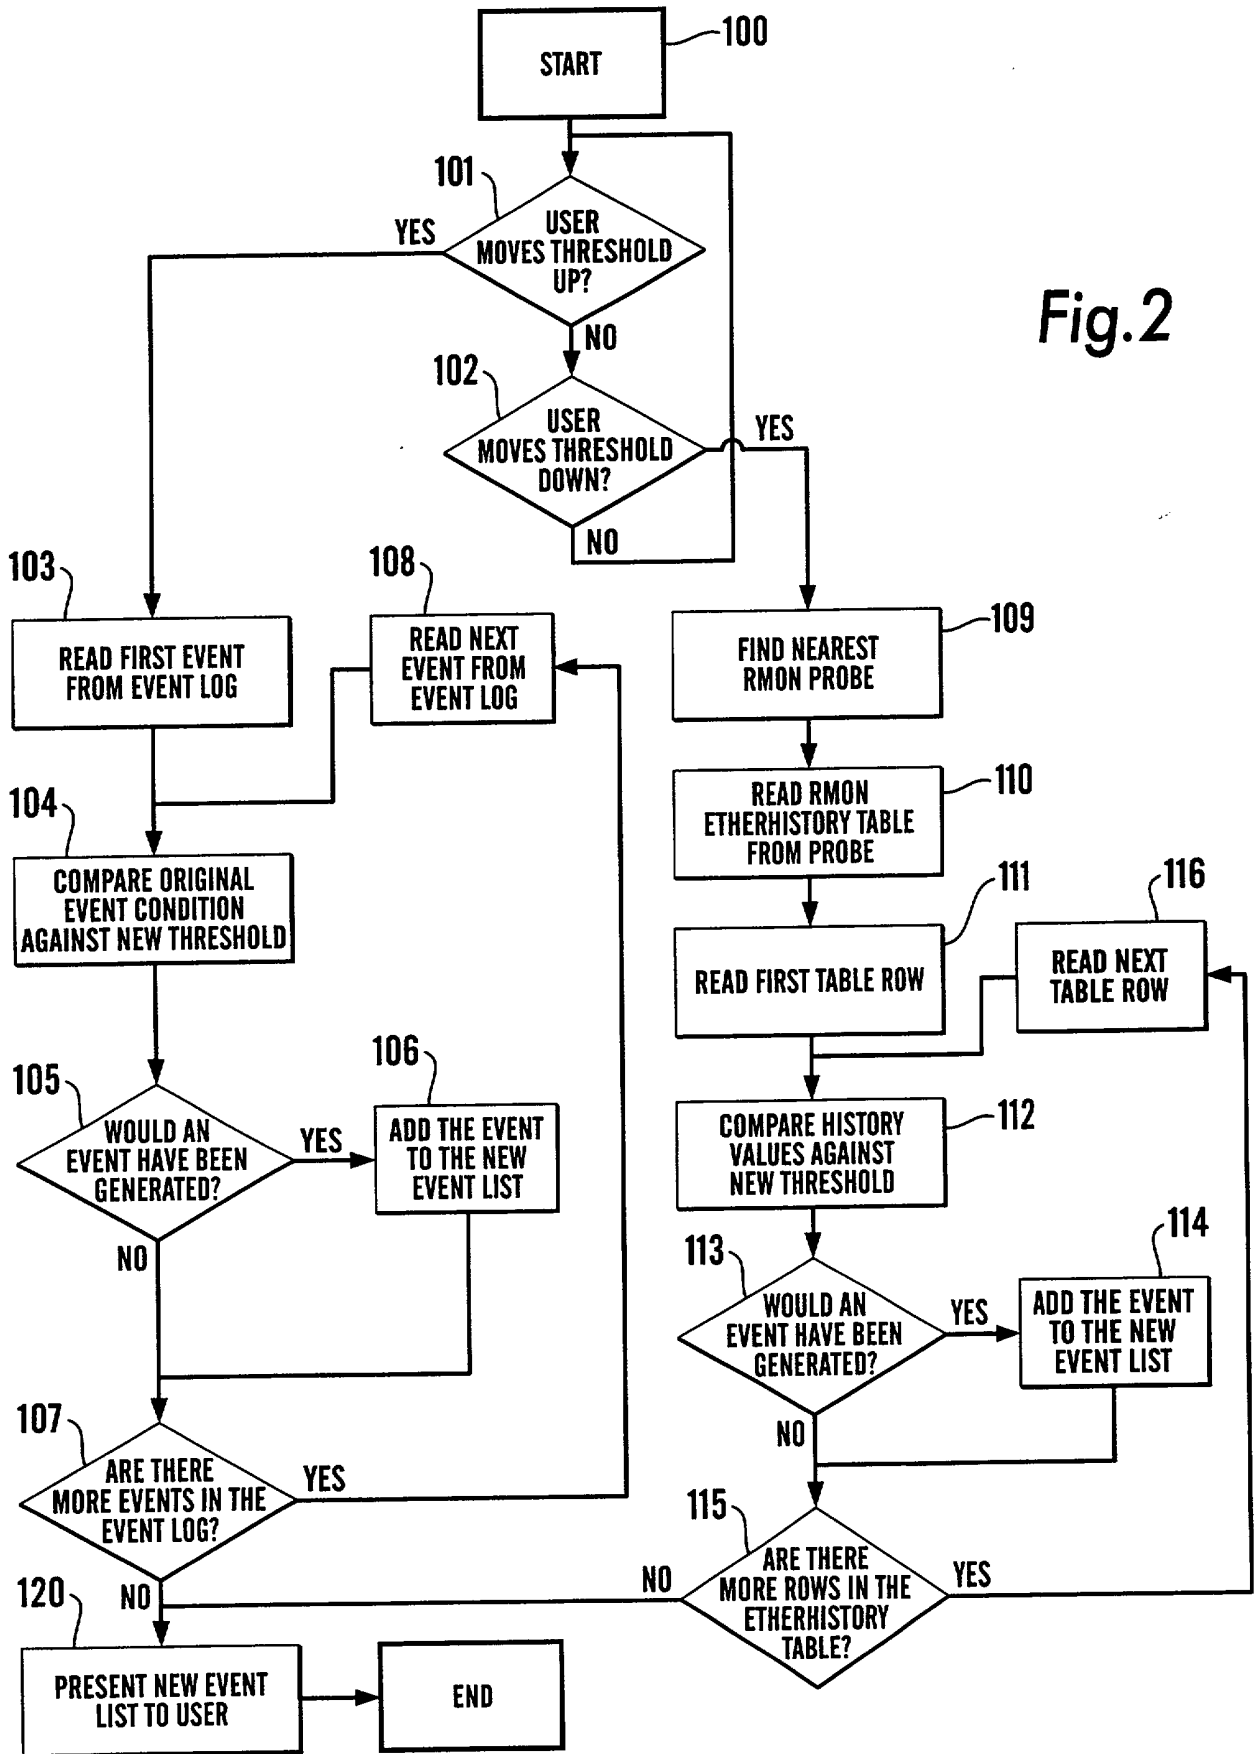 START
100
101
USER
MOVES THRESHOLD
UP?
YES
NO
Fig.2
102
USER
MOVES THRESHOLD
DOWN?
YES
NO
103
READ FIRST EVENT
FROM EVENT LOG
108
READ NEXT
EVENT FROM
EVENT LOG
109
FIND NEAREST
RMON PROBE
104
COMPARE ORIGINAL
EVENT CONDITION
AGAINST NEW THRESHOLD
110
READ RMON
ETHERHISTORY TABLE
FROM PROBE
111
READ FIRST TABLE ROW
116
READ NEXT
TABLE ROW
105
WOULD AN
EVENT HAVE BEEN
GENERATED?
YES
NO
106
ADD THE EVENT
TO THE NEW
EVENT LIST
112
COMPARE HISTORY
VALUES AGAINST
NEW THRESHOLD
113
WOULD AN
EVENT HAVE BEEN
GENERATED?
YES
NO
114
ADD THE EVENT
TO THE NEW
EVENT LIST
107
ARE THERE
MORE EVENTS IN THE
EVENT LOG?
YES
NO
115
ARE THERE
MORE ROWS IN THE
ETHERHISTORY
TABLE?
NO
YES
120
PRESENT NEW EVENT
LIST TO USER
END